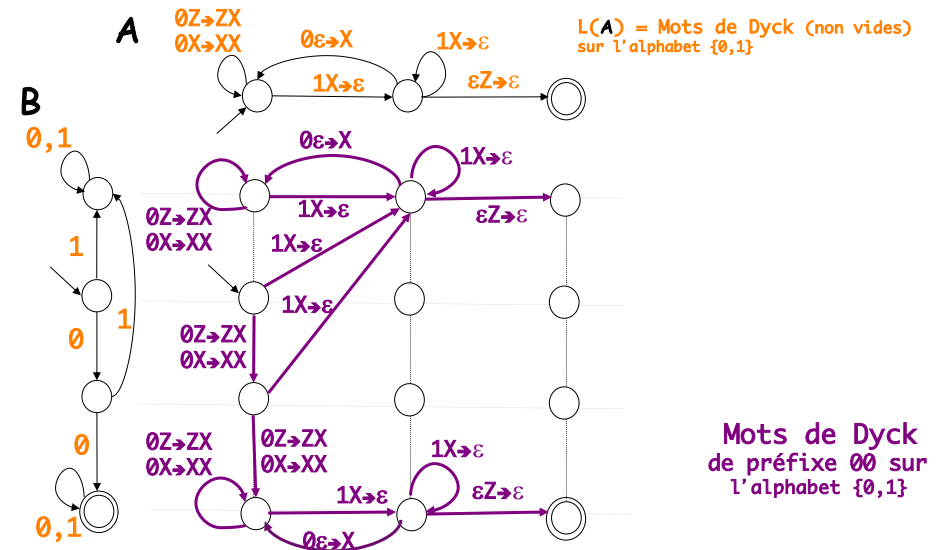 A
0Z➔ZX
0X➔XX
0ε➔X
1X➔ε
1X➔ε
εZ➔ε
L(A) = Mots de Dyck (non vides)
sur l'alphabet {0,1}
B
0,1
1
0
1
0
0,1
0ε➔X
1X➔ε
0Z➔ZX
0X➔XX
1X➔ε
εZ➔ε
1X➔ε
1X➔ε
0Z➔ZX
0X➔XX
0Z➔ZX
0X➔XX
0Z➔ZX
0X➔XX
1X➔ε
1X➔ε
εZ➔ε
0ε➔X
Mots de Dyck
de préfixe 00 sur
l'alphabet {0,1}